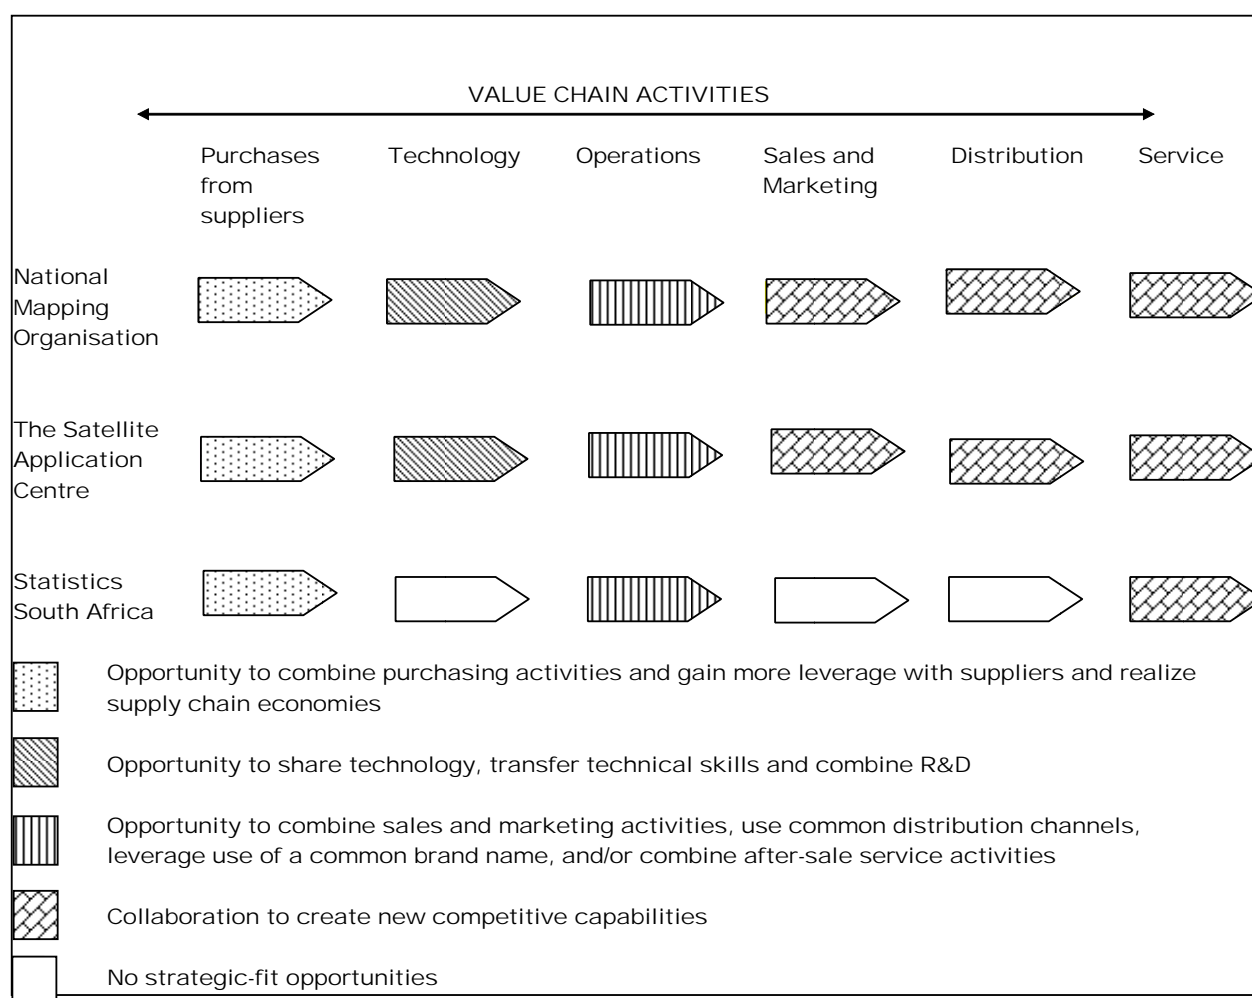 VALUE CHAIN ACTIVITIES
Purchases from suppliers
Technology
Operations
Sales and Marketing
Distribution
Service
National Mapping Organisation
The Satellite Application Centre
Statistics South Africa
Opportunity to combine purchasing activities and gain more leverage with suppliers and realize
supply chain economies
Opportunity to share technology, transfer technical skills and combine R&D
Opportunity to combine sales and marketing activities, use common distribution channels,
leverage use of a common brand name, and/or combine after-sale service activities
Collaboration to create new competitive capabilities
No strategic-fit opportunities